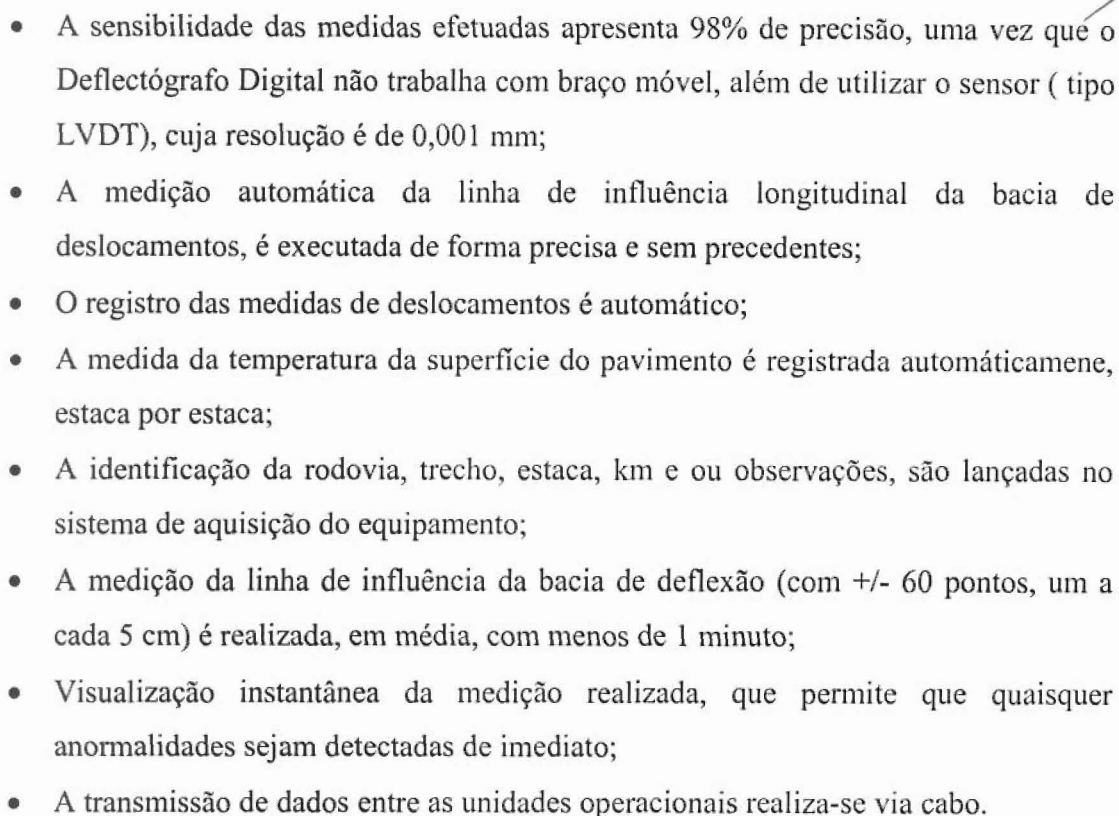 • A sensibilidade das medidas efetuadas apresenta 98% de precisão, uma vez que o
Deflectógrafo Digital não trabalha com braço móvel, além de utilizar o sensor ( tipo
LVDT), cuja resolução é de 0,001 mm;
• A medição automática da linha de influência longitudinal da bacia de
deslocamentos, é executada de forma precisa e sem precedentes;
• O registro das medidas de deslocamentos é automático;
• A medida da temperatura da superfície do pavimento é registrada automáticamene,
estaca por estaca;
• A identificação da rodovia, trecho, estaca, km e ou observações, são lançadas no
sistema de aquisição do equipamento;
• A medição da linha de influência da bacia de deflexão (com +/- 60 pontos, um a
cada 5 cm) é realizada, em média, com menos de 1 minuto;
• Visualização instantânea da medição realizada, que permite que quaisquer
anormalidades sejam detectadas de imediato;
• A transmissão de dados entre as unidades operacionais realiza-se via cabo.